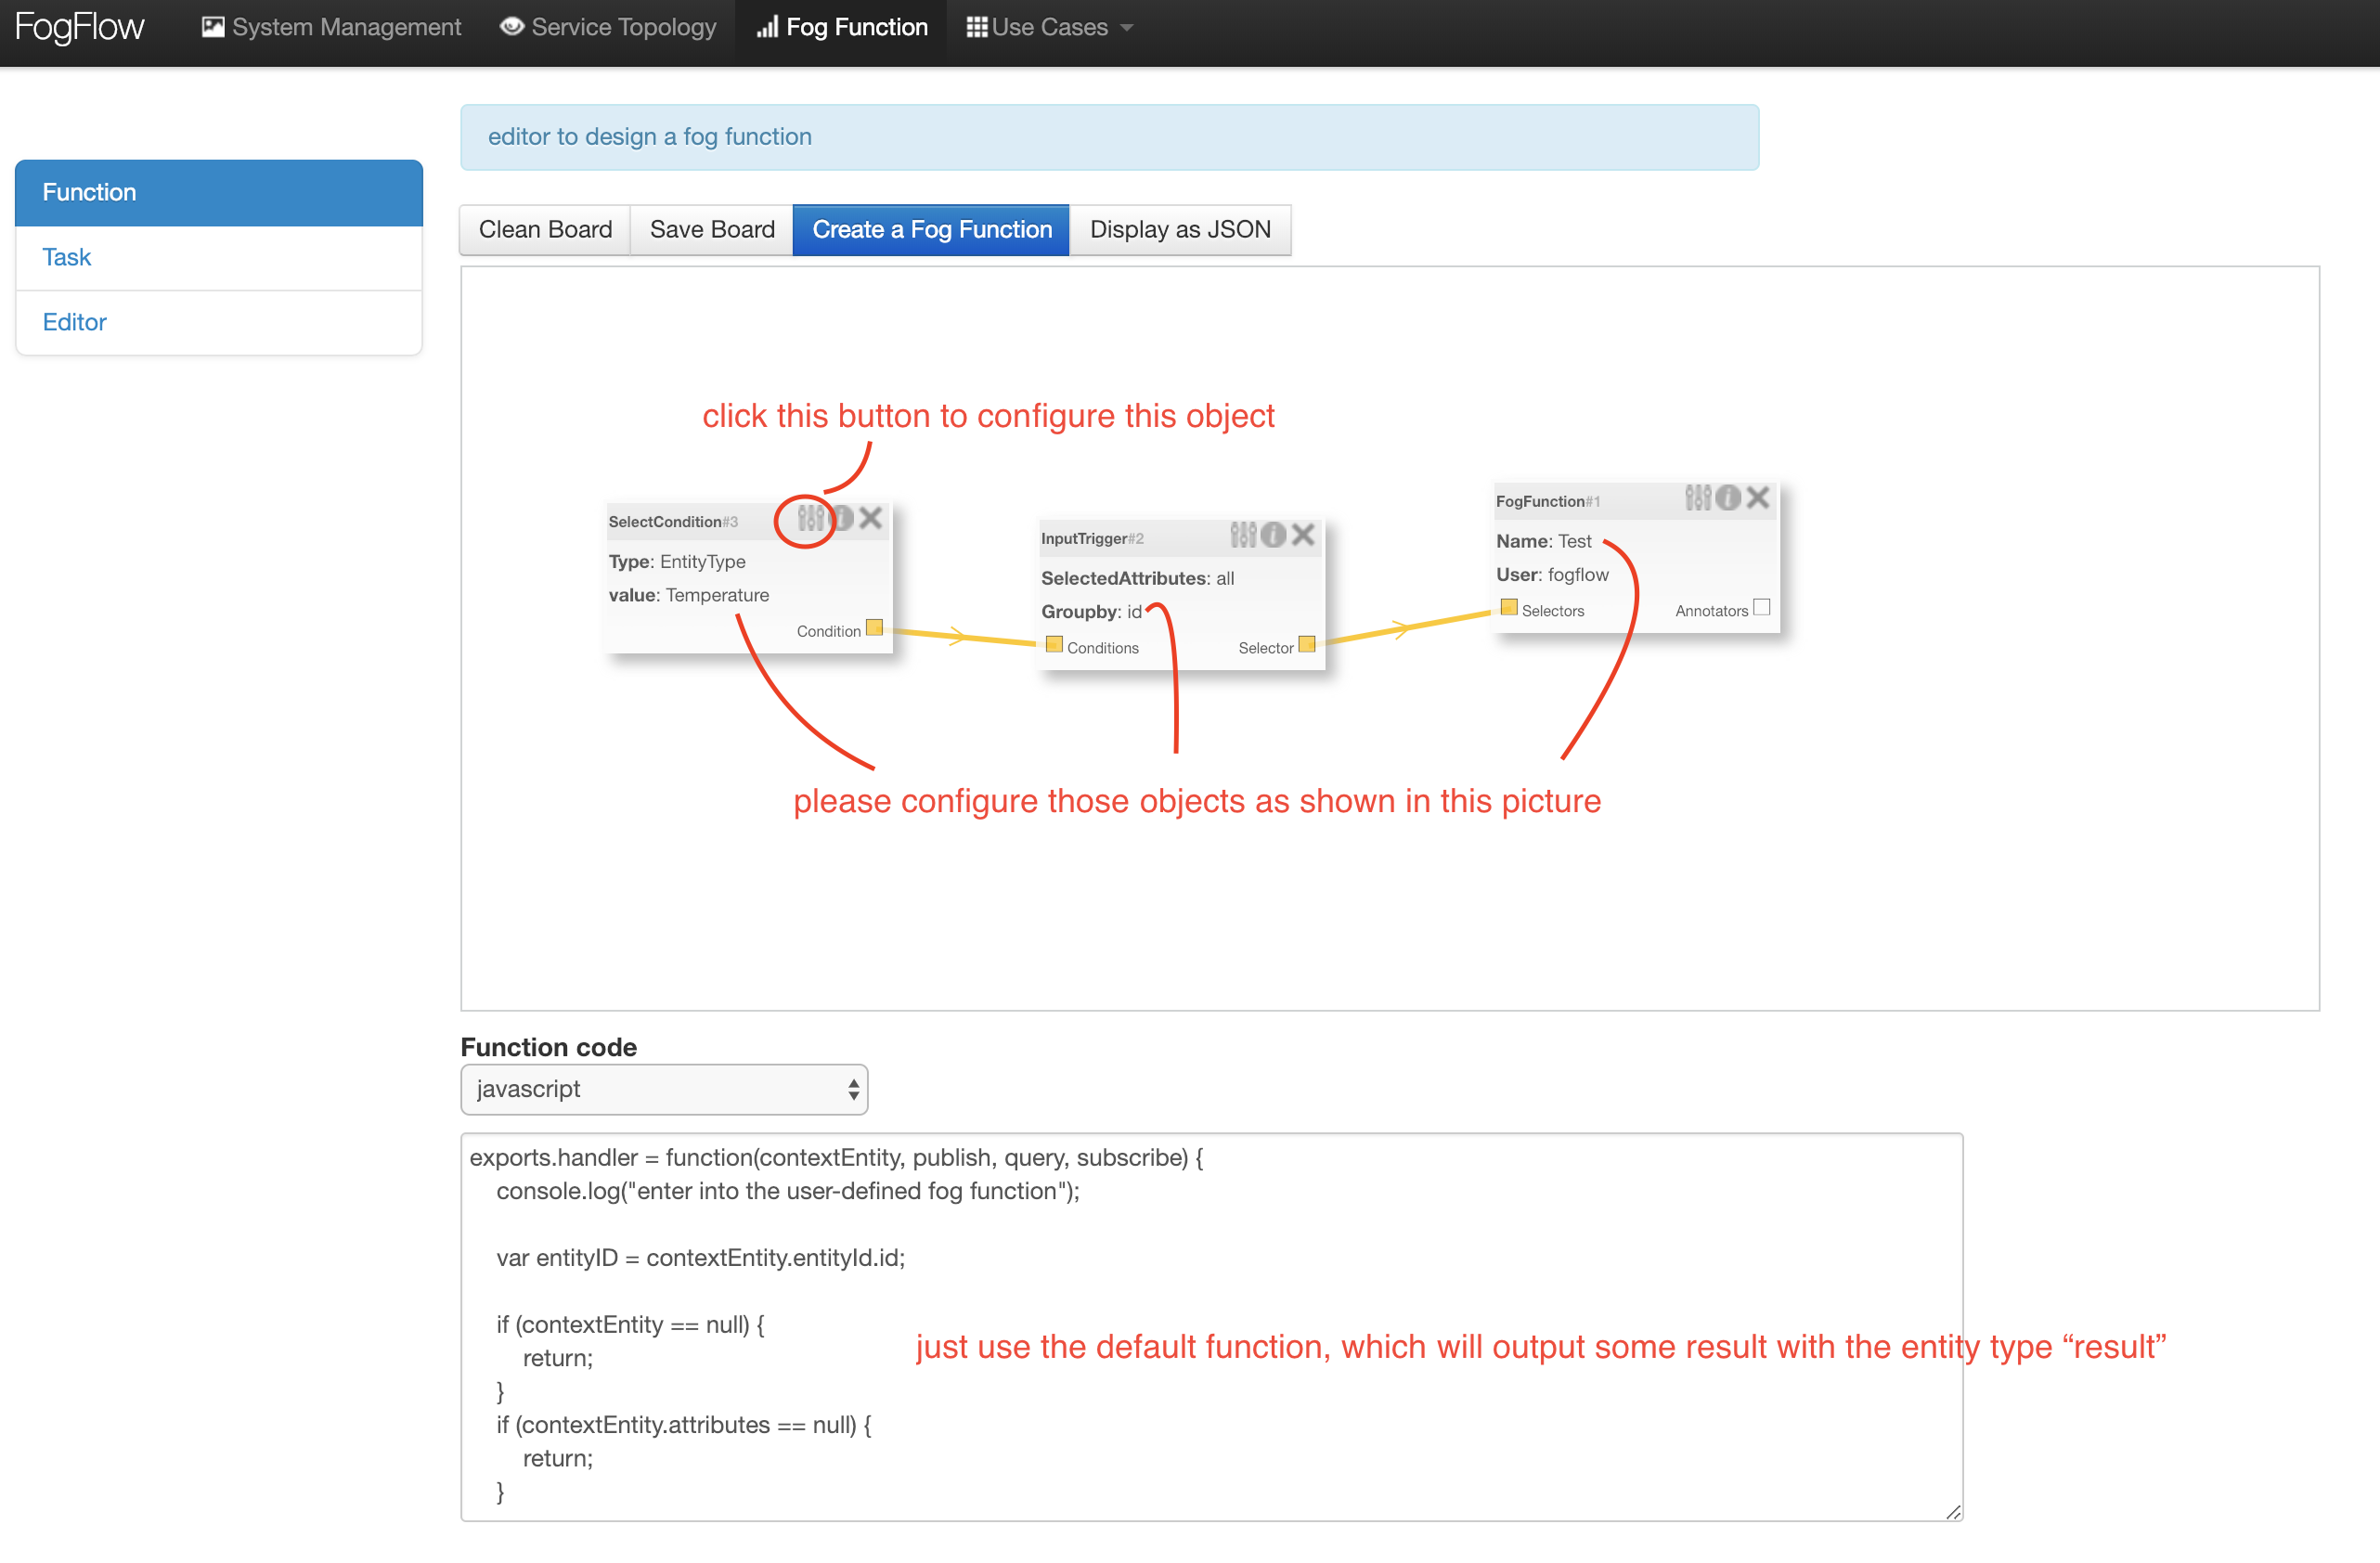 FogFlow
System Management
Service Topology
Fog Function
Use Cases
editor to design a fog function
Function
Task
Editor
Clean Board
Save Board
Create a Fog Function
Display as JSON
click this button to configure this object
SelectCondition#3
Type: EntityType
value: Temperature
Condition
InputTrigger#2
SelectedAttributes: all
Groupby: id
Conditions
Selector
FogFunction#1
Name: Test
User: fogflow
Selectors
Annotators
please configure those objects as shown in this picture
Function code
javascript
exports.handler = function(contextEntity, publish, query, subscribe) {
console.log("enter into the user-defined fog function");
var entityID = contextEntity.entityId.id;
if (contextEntity == null) {
return;
}
if (contextEntity.attributes == null) {
return;
}
just use the default function, which will output some result with the entity type “result”